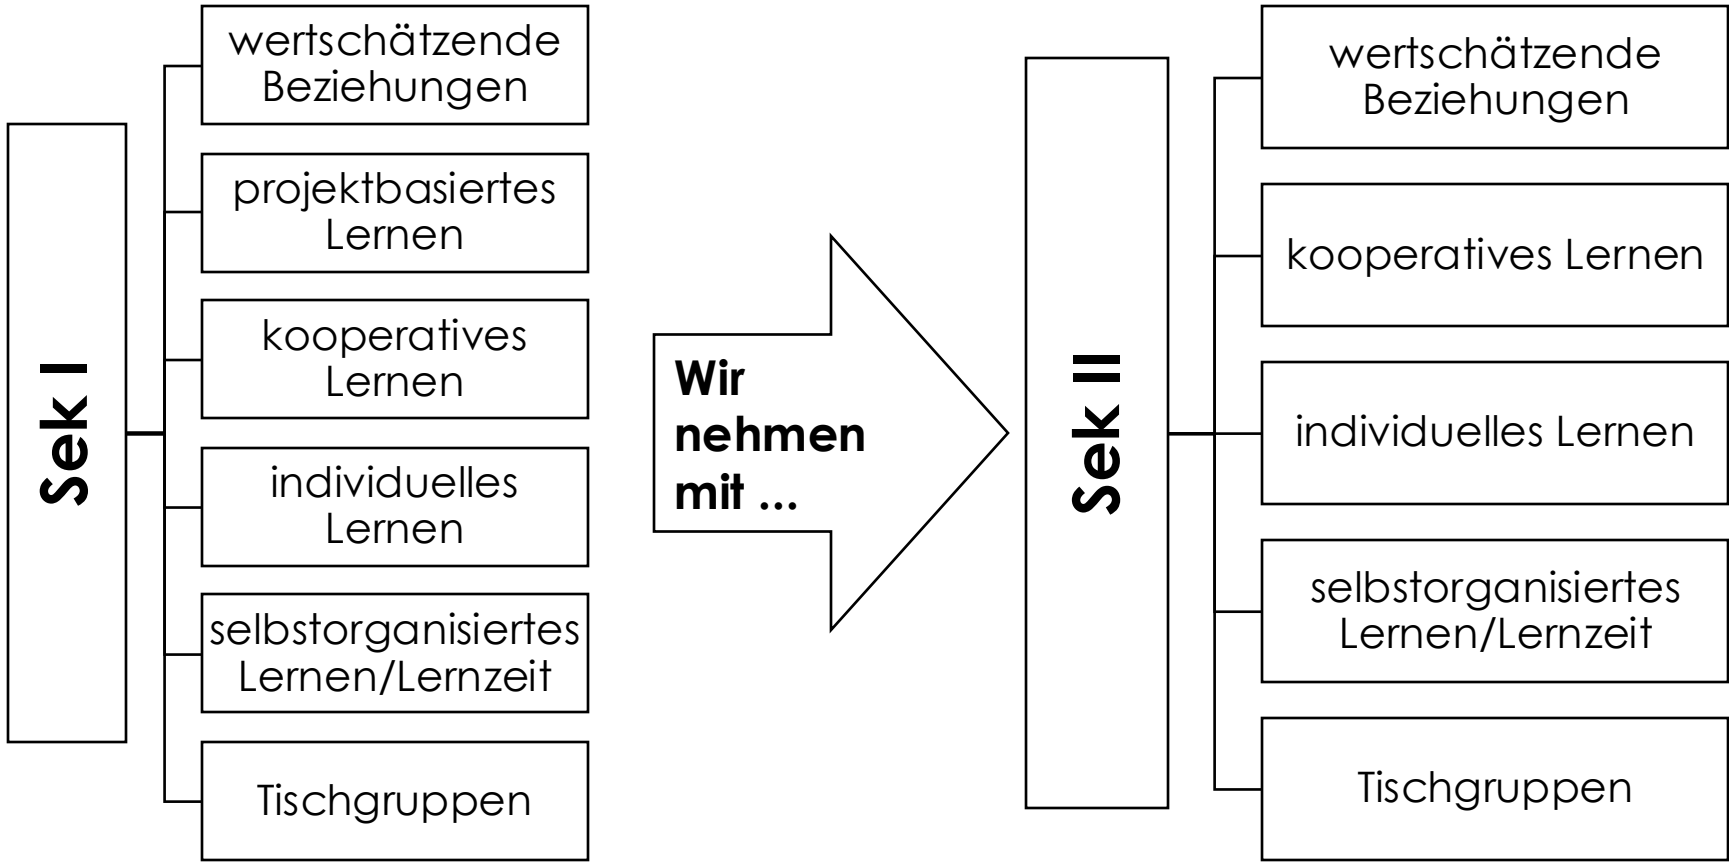 Sek I
wertschätzende
Beziehungen
projektbasiertes
Lernen
kooperatives
Lernen
individuelles
Lernen
selbstorganisiertes
Lernen/Lernzeit
Tischgruppen
Wir
nehmen
mit ...
Sek II
wertschätzende
Beziehungen
kooperatives Lernen
individuelles Lernen
selbstorganisiertes
Lernen/Lernzeit
Tischgruppen